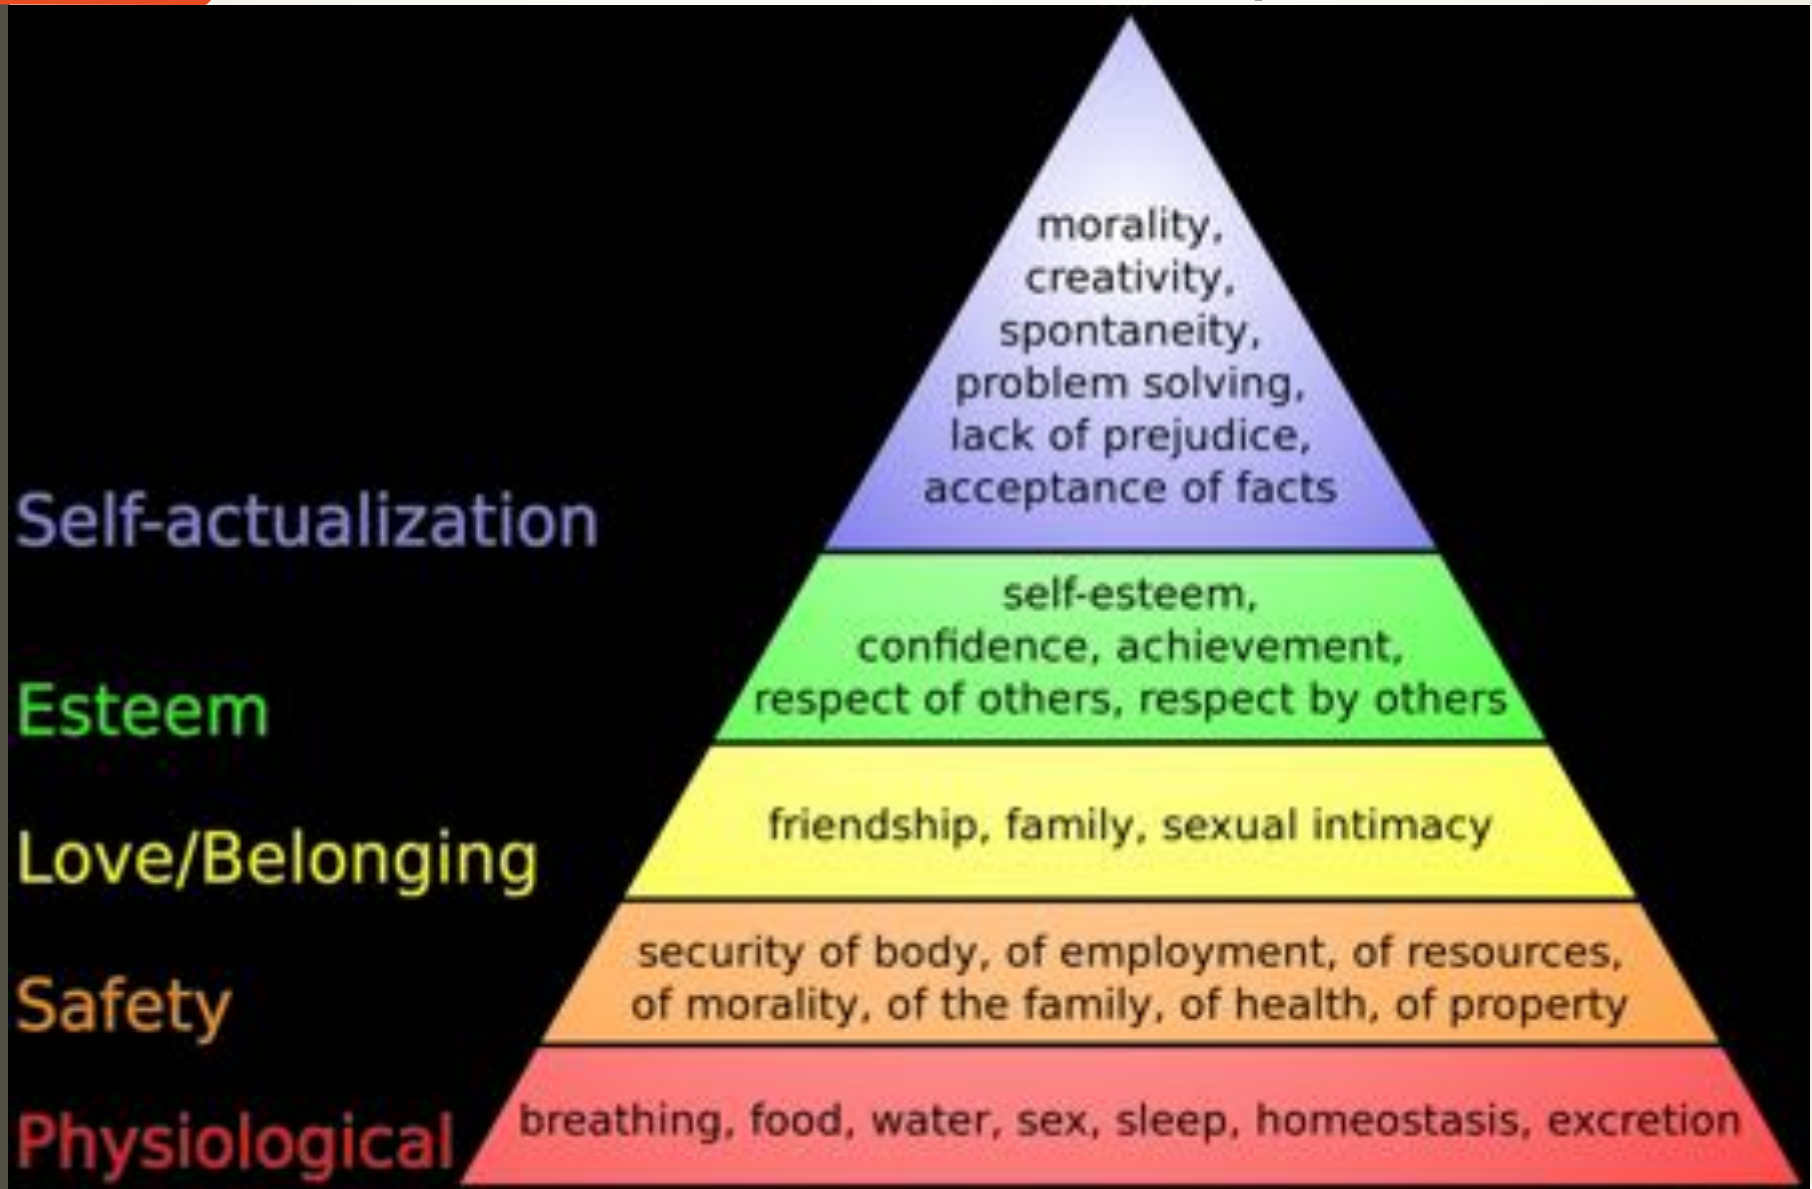 morality,
creativity,
spontaneity,
problem solving,
lack of prejudice,
acceptance of facts
Self-actualization
self-esteem,
confidence, achievement,
respect of others, respect by others
Esteem
friendship, family, sexual intimacy
Love/Belonging
security of body, of employment, of resources,
of morality, of the family, of health, of property
Safety
breathing, food, water, sex, sleep, homeostasis, excretion
Physiological